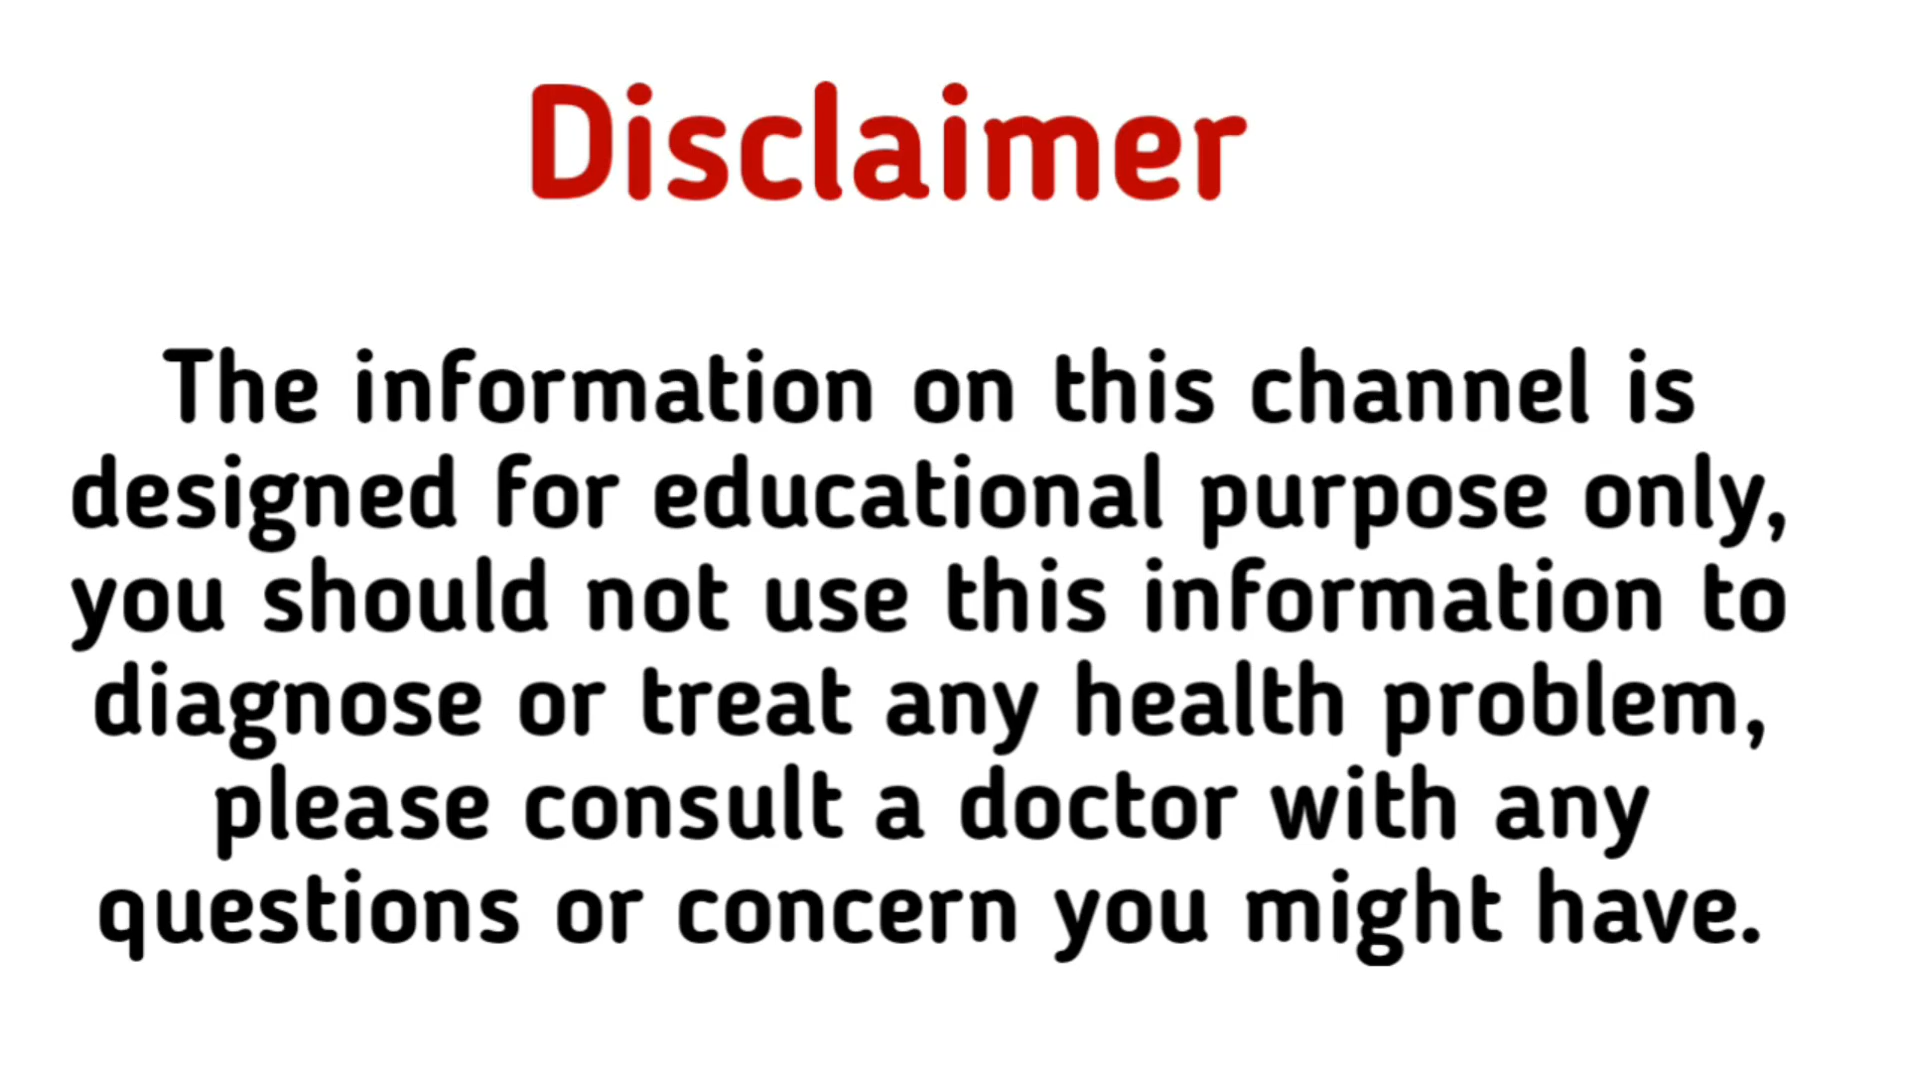 Disclaimer
The information on this channel is
designed for educational purpose only,
you should not use this information to
diagnose or treat any health problem,
please consult a doctor with any
questions or concern you might have.